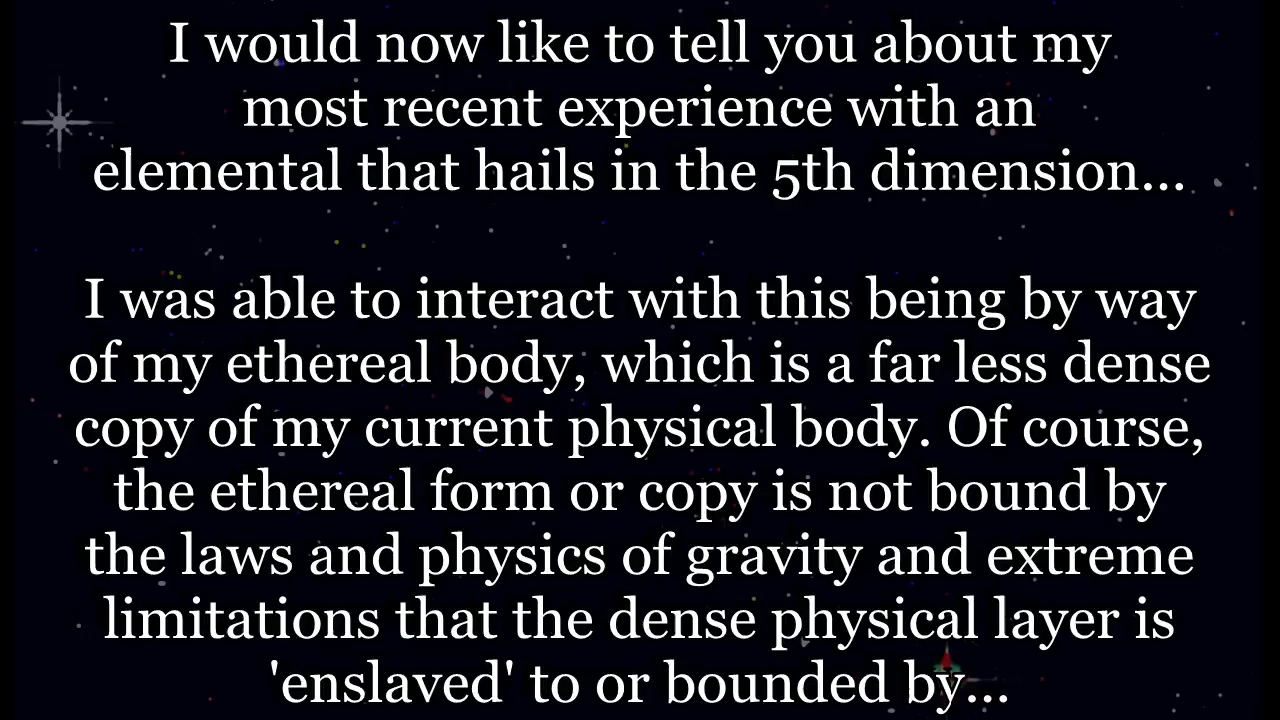 I would now like to tell you about my
most recent experience with an
elemental that hails in the 5th dimension...
I was able to interact with this being by way
of my ethereal body, which is a far less dense
copy of my current physical body. Of course,
the ethereal form or copy is not bound by
the laws and physics of gravity and extreme
limitations that the dense physical layer is
'enslaved' to or bounded by...